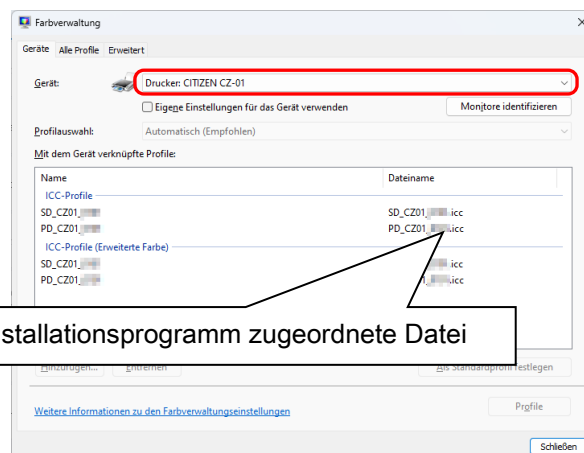 Farbverwaltung
Geräte Alle Profile Erweitert
Gerät: Drucker: CITIZEN CZ-01
Eigene Einstellungen für das Gerät verwenden Monitore identifizieren
Profilauswahl: Automatisch (Empfohlen)
Mit dem Gerät verknüpfte Profile:
Name Dateiname
ICC-Profile
SD_CZ01_ SD_CZ01_ .icc
PD_CZ01_ PD_CZ01_ .icc
ICC-Profile (Erweiterte Farbe)
SD_CZ01_ .icc
PD_CZ01_ .icc
stallationsprogramm zugeordnete Datei
Hinzufügen... Entfernen Als Standardprofil festlegen
Weitere Informationen zu den Farbverwaltungseinstellungen Profile
Schließen